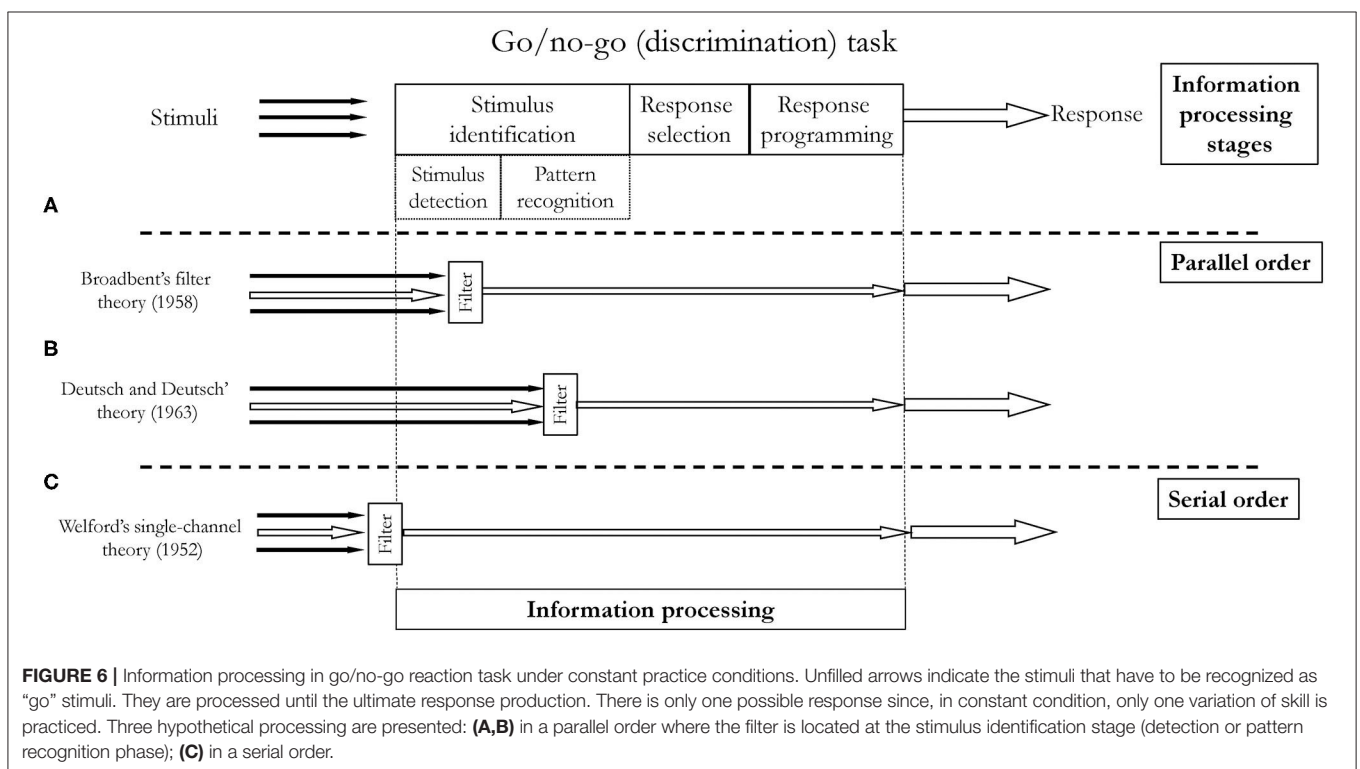 Go/no-go (discrimination) task
Stimuli
Stimulus
identification
Response
selection
Response
programming
Response
Information
processing
stages
Stimulus
detection
Pattern
recognition
A
Parallel order
Broadbent's filter
theory (1958)
Filter
B
Deutsch and Deutsch'
theory (1963)
Filter
C
Serial order
Welford's single-channel
theory (1952)
Filter
Information processing
FIGURE 6 | Information processing in go/no-go reaction task under constant practice conditions. Unfilled arrows indicate the stimuli that have to be recognized as
“go” stimuli. They are processed until the ultimate response production. There is only one possible response since, in constant condition, only one variation of skill is
practiced. Three hypothetical processing are presented: (A,B) in a parallel order where the filter is located at the stimulus identification stage (detection or pattern
recognition phase); (C) in a serial order.